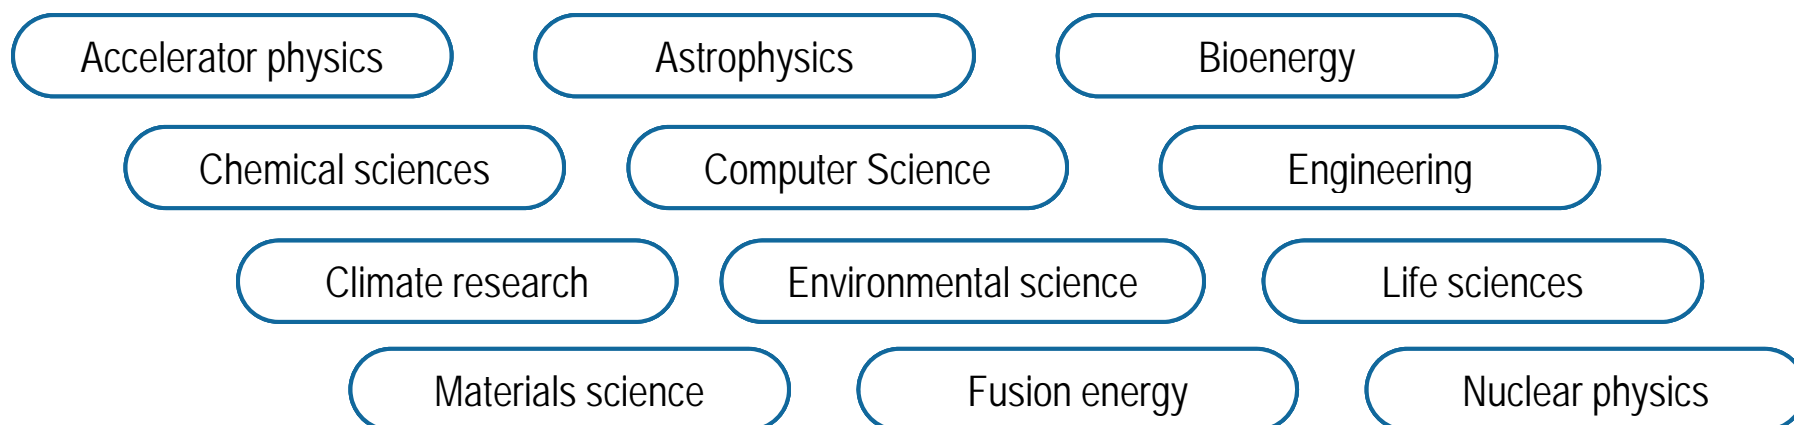 Accelerator physics
Astrophysics
Bioenergy
Chemical sciences
Computer Science
Engineering
Climate research
Environmental science
Life sciences
Materials science
Fusion energy
Nuclear physics